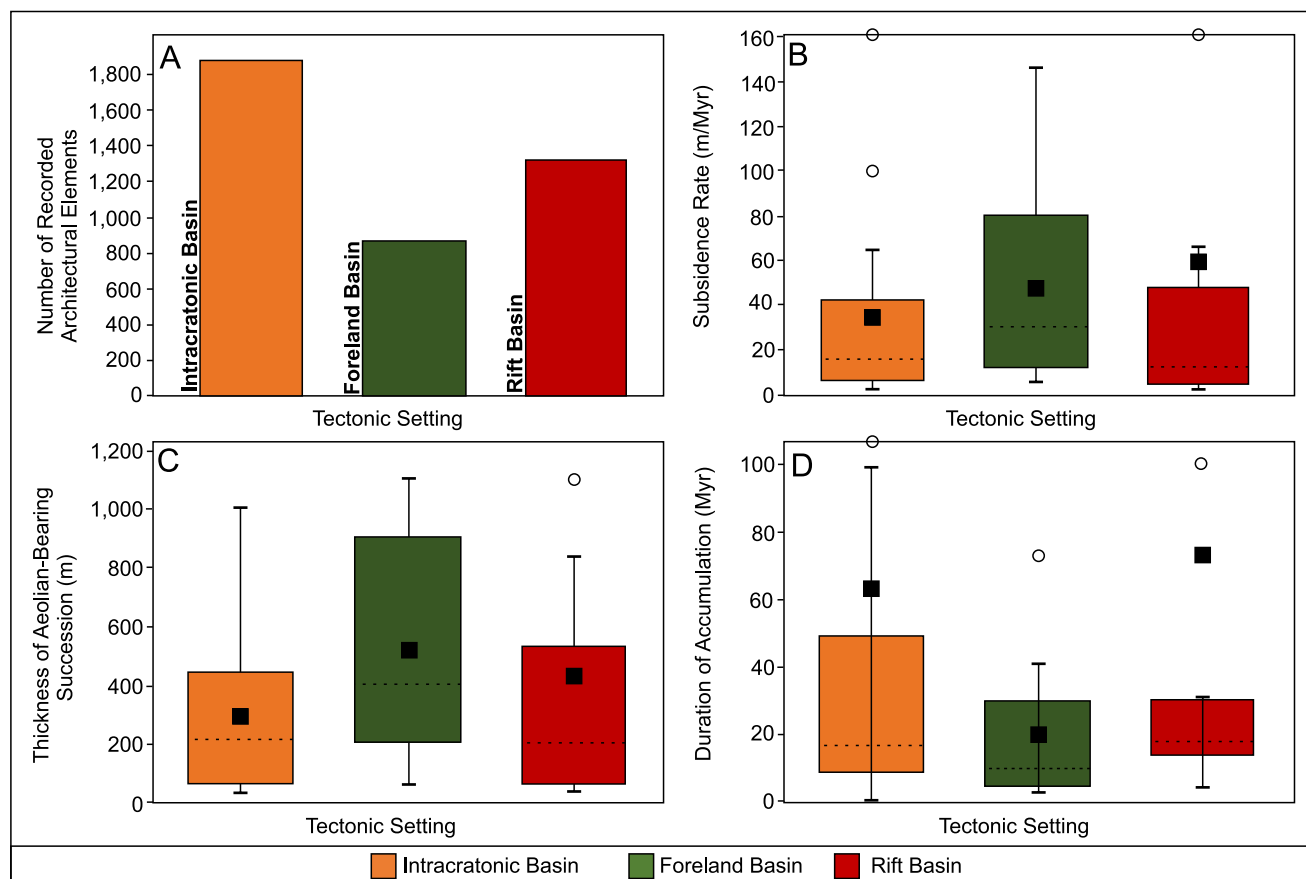 A
Number of Recorded
Architectural Elements
1,800
1,600
1,400
1,200
1,000
800
600
400
200
0
Intracratonic Basin
Foreland Basin
Rift Basin
Tectonic Setting
B
Subsidence Rate (m/Myr)
160
140
120
100
80
60
40
20
0
Tectonic Setting
C
Thickness of Aeolian-Bearing
Succession (m)
1,200
1,000
800
600
400
200
0
Tectonic Setting
D
Duration of Accumulation (Myr)
100
80
60
40
20
0
Tectonic Setting
Intracratonic Basin
Foreland Basin
Rift Basin